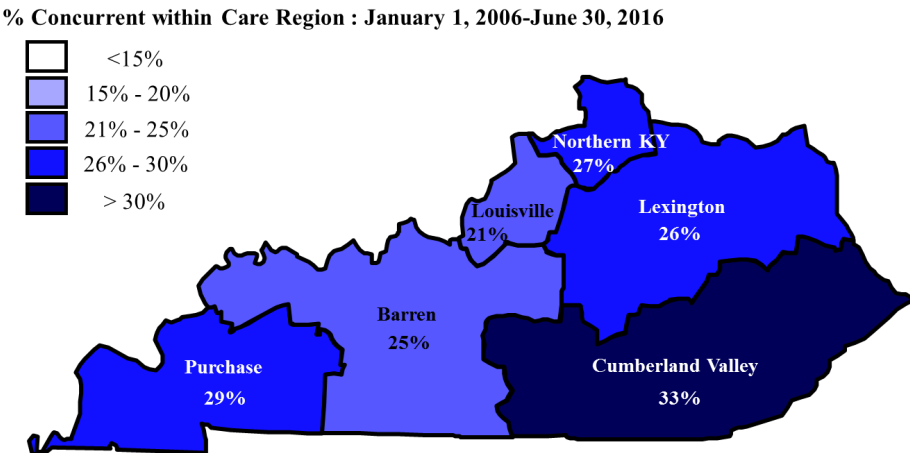 % Concurrent within Care Region : January 1, 2006-June 30, 2016
<15%
15% - 20%
21% - 25%
26% - 30%
> 30%
Northern KY
27%
Louisville
21%
Lexington
26%
Barren
25%
Purchase
29%
Cumberland Valley
33%